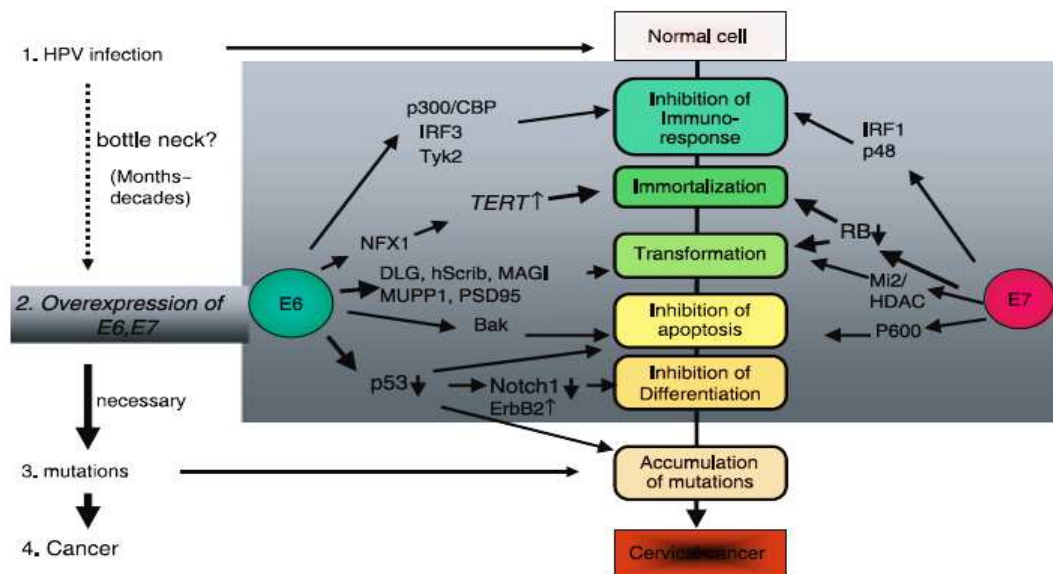 1. HPV infection
bottle neck?
(Months-
decades)
2. Overexpression of
E6,E7
necessary
3. mutations
4. Cancer
E6
p300/CBP
IRF3
Tyk2
TERT↑
NFX1
DLG, hScrib, MAGI
MUPP1, PSD95
Bak
p53
Notch1
ErbB2↑
Normal cell
Inhibition of
Immuno-
response
Immortalization
Transformation
Inhibition of
apoptosis
Inhibition of
Differentiation
Accumulation
of mutations
Cervical cancer
IRF1
p48
RB
Mi2/
HDAC
P600
E7